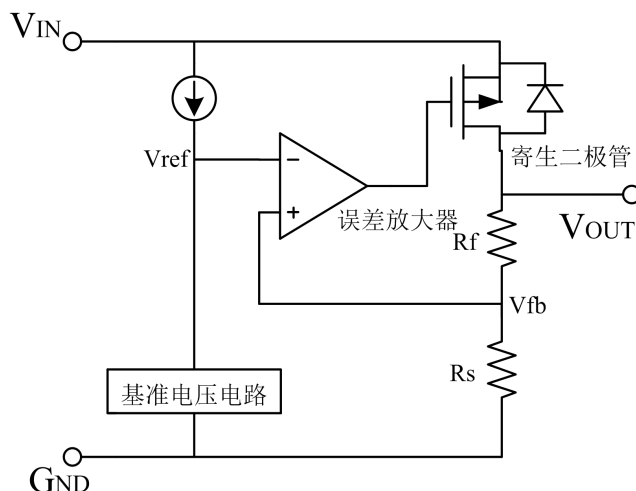 VIN
Vref
−
+
误差放大器
寄生二极管
VOUT
Rf
Vfb
Rs
基准电压电路
GND